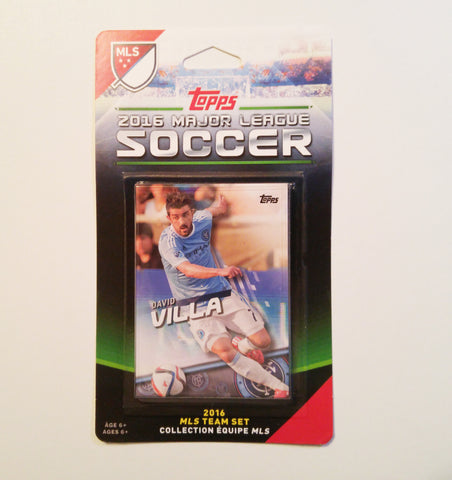 MLS
Topps
2016 MAJOR LEAGUE
SOCCER
Topps
DAVID
VILLA
2016
MLS TEAM SET
COLLECTION ÉQUIPE MLS
ÂGE 6+
AGES 6+